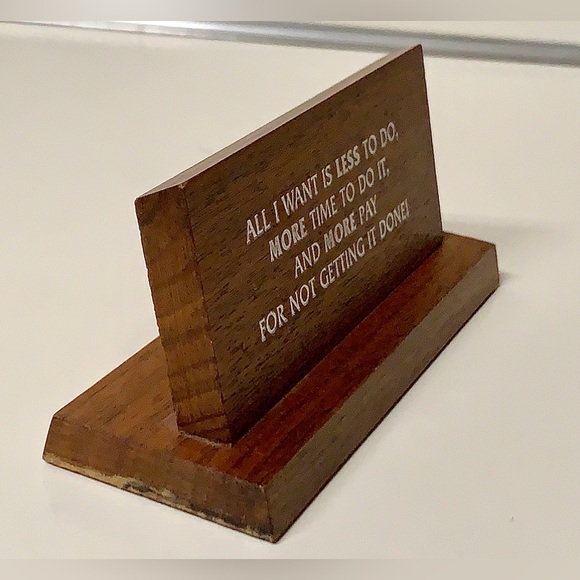 ALL I WANT IS LESS TO DO,
MORE TIME TO DO IT,
AND MORE PAY
FOR NOT GETTING IT DONE!